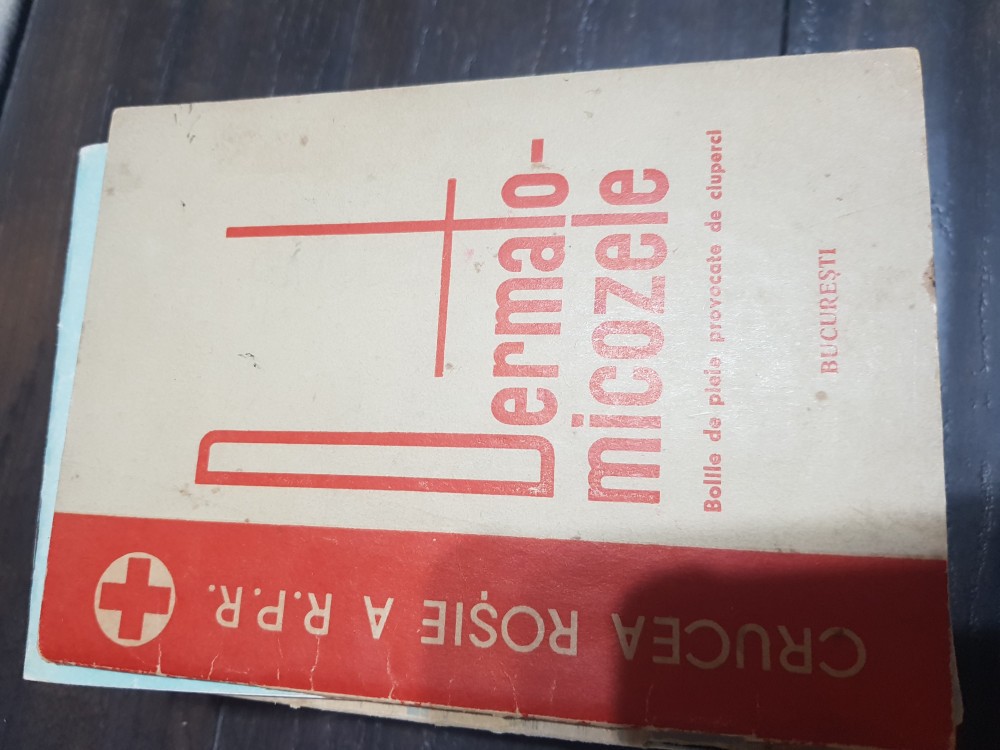 CRUCEA ROȘIE A R.P.R.
Dermato-
micozele
Bolile de piele provocate de ciuperci
BUCUREȘTI